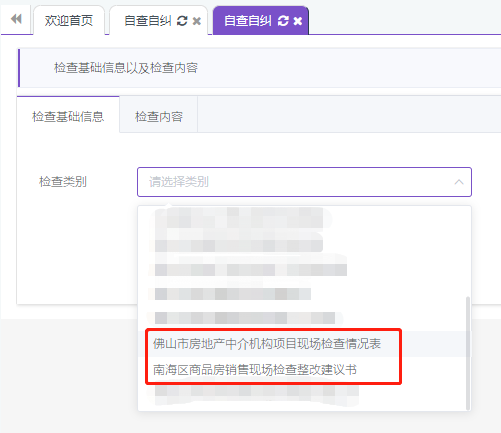 欢迎首页 自查自纠 自查自纠
检查基础信息以及检查内容
检查基础信息 检查内容
检查类别 请选择类别
佛山市房地产中介机构项目现场检查情况表
南海区商品房销售现场检查整改建议书